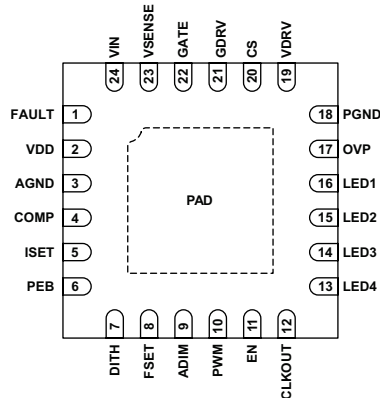 VIN VSENSE GATE GDRV CS VDRV
24 23 22 21 20 19
FAULT 1
VDD 2
AGND 3
COMP 4
ISET 5
PEB 6
PAD
18 PGND
17 OVP
16 LED1
15 LED2
14 LED3
13 LED4
7 8 9 10 11 12
DITH FSET ADIM PWM EN CLKOUT